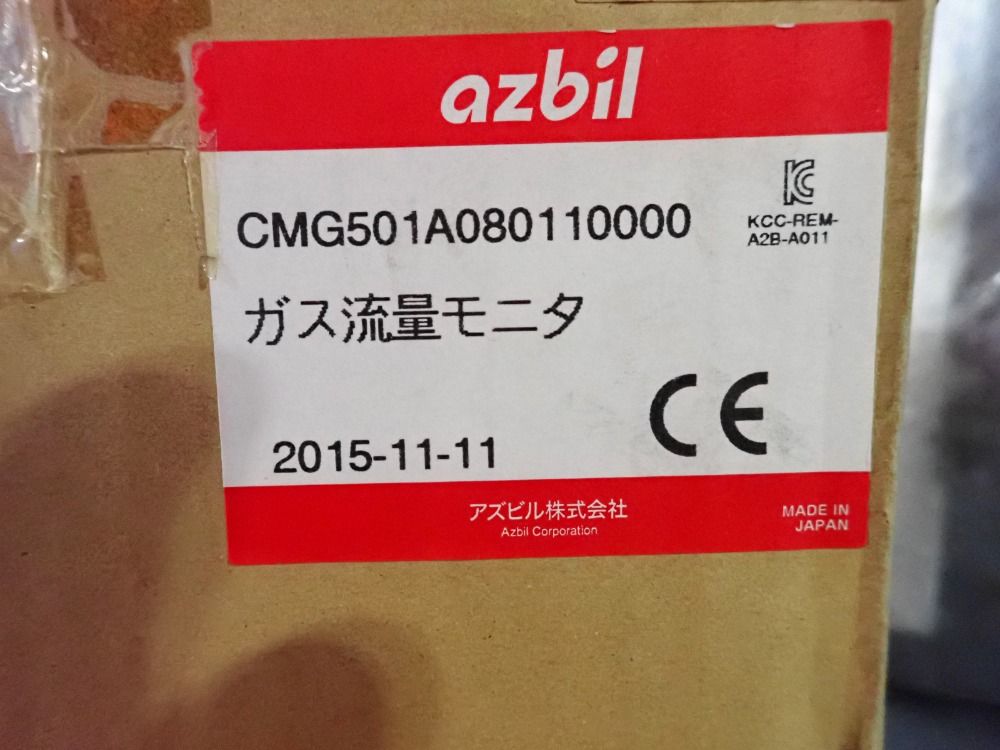 azbil
CMG501A080110000
KCC-REM-
A2B-A011
ガス流量モニタ
CE
2015-11-11
アズビル株式会社
Azbil Corporation
MADE IN
JAPAN